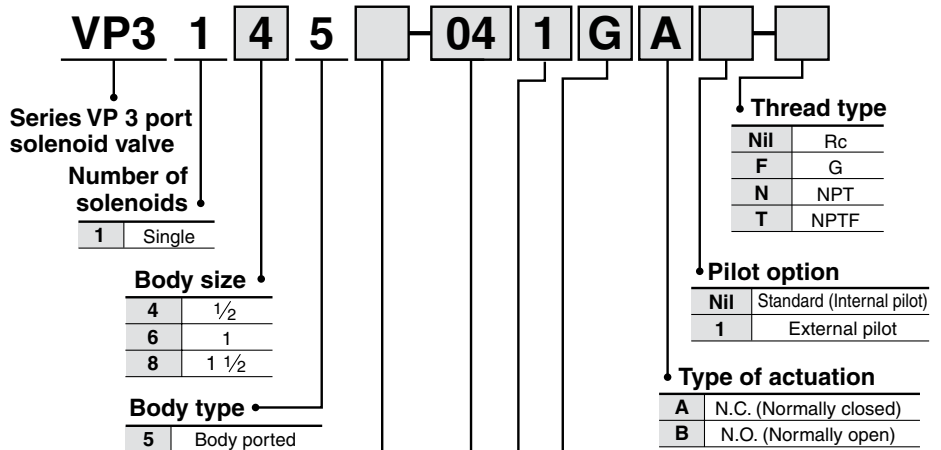 VP3 1 4 5 - 04 1 G A -
Series VP 3 port
solenoid valve
Number of
solenoids
1 Single
Body size
4 1/2
6 1
8 1 1/2
Body type
5 Body ported
Thread type
Nil Rc
F G
N NPT
T NPTF
Pilot option
Nil Standard (Internal pilot)
1 External pilot
Type of actuation
A N.C. (Normally closed)
B N.O. (Normally open)